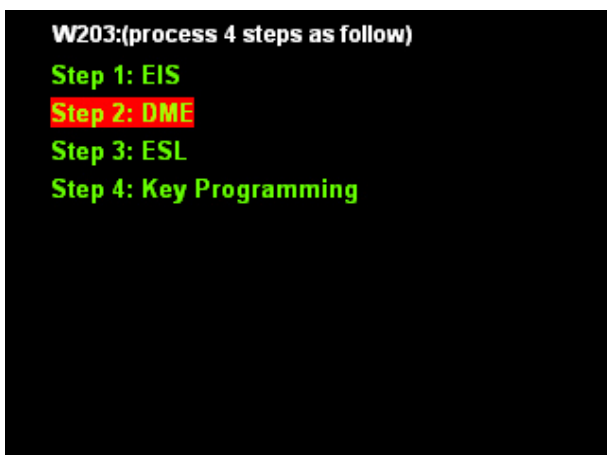 W203:(process 4 steps as follow)
Step 1: EIS
Step 2: DME
Step 3: ESL
Step 4: Key Programming